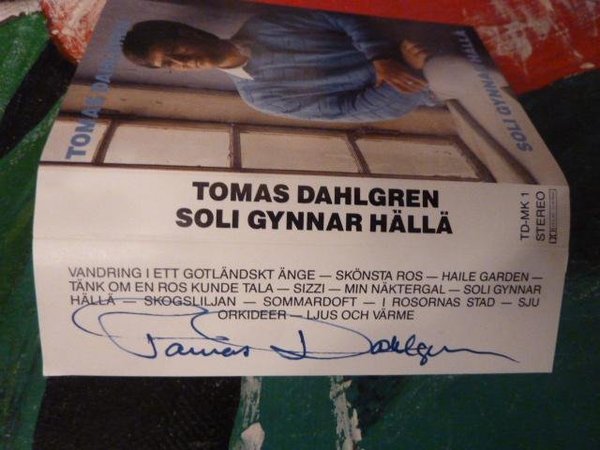 TOMAS DAHLGREN
SOLI GYNNAR HÄLLÄ
TOMAS DAHLGREN
SOLI GYNNAR HÄLLÄ
TD-MK 1
STEREO
VANDRING I ETT GOTLÄNDSKT ÄNGE — SKÖNSTA ROS — HAILE GARDEN —
TÄNK OM EN ROS KUNDE TALA — SIZZI — MIN NÄKTERGAL — SOLI GYNNAR
HÄLLÄ — SKOGSLILJAN — SOMMARDOFT — I ROSORNAS STAD — SJU
ORKIDEER — LJUS OCH VÄRME
Tomas Dahlgren